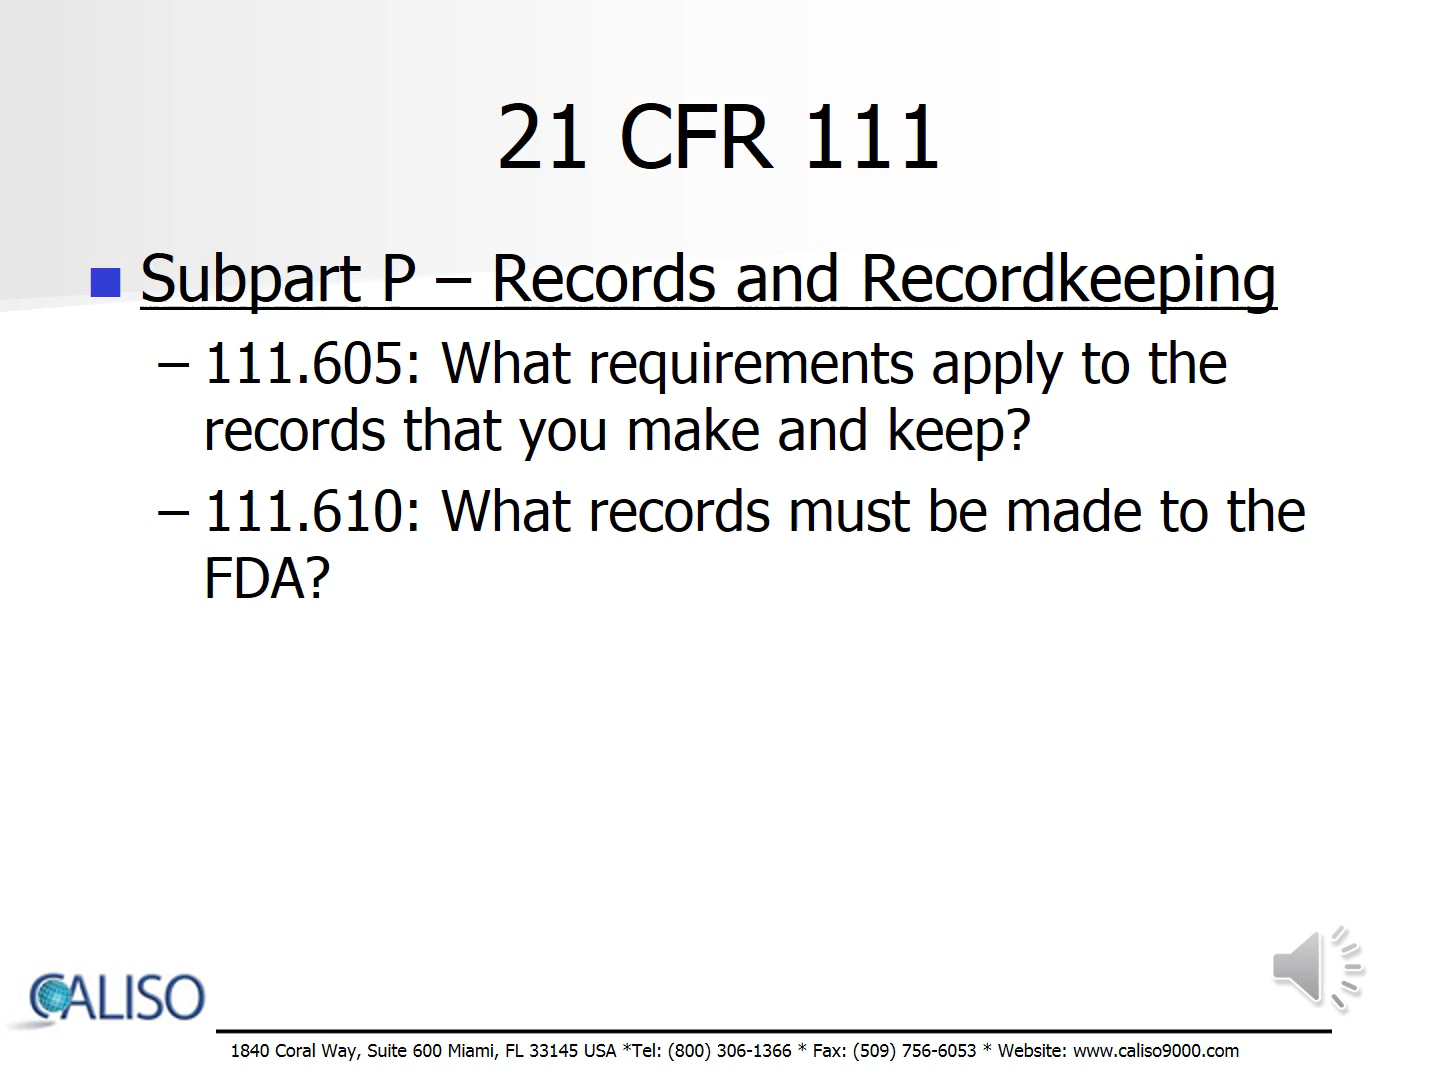 21 CFR 111
Subpart P – Records and Recordkeeping
– 111.605: What requirements apply to the
records that you make and keep?
– 111.610: What records must be made to the
FDA?
CALISO
1840 Coral Way, Suite 600 Miami, FL 33145 USA *Tel: (800) 306-1366 * Fax: (509) 756-6053 * Website: www.caliso9000.com